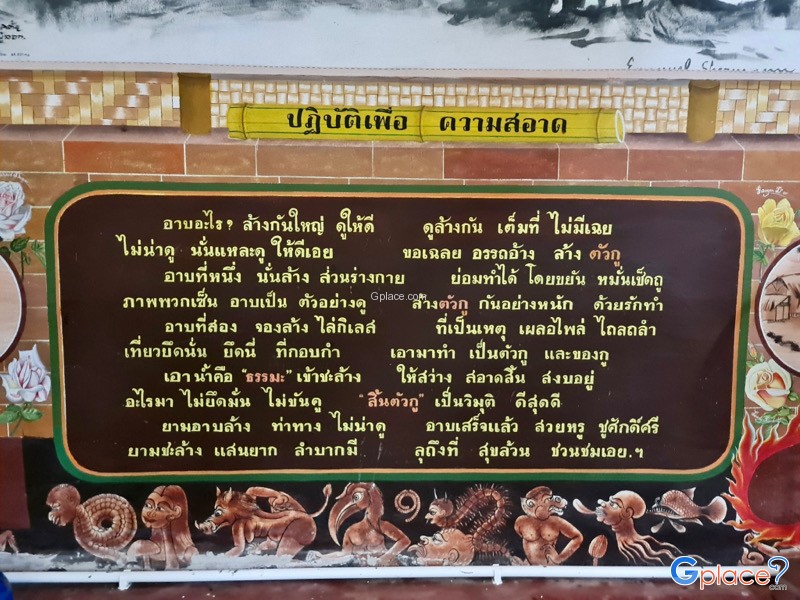 ปฏิบัติเพื่อ ความสอาด
อาบอะไร? ล้างกันใหญ่ ดูให้ดี ดูล้างกัน เต็มที่ ไม่มีเฉย
ไม่น่าดู นั่นแหละดู ให้ดีเอย ขอเฉลย อรรถอ้าง ล้าง ตัวกู
อาบที่หนึ่ง นั่นล้าง ส่วนร่างกาย ย่อมทำได้ โดยขยัน หมั่นเช็ดถู
ภาพพวกเซ็น อาบเป็น ตัวอย่างดู ล้างตัวกู กันอย่างหนัก ด้วยรักทำ
อาบที่สอง จองล้าง ไล่กิเลส ที่เป็นเหตุ เผลอไพล่ ไถลถลำ
เที่ยวยึดนั่น ยึดนี่ ที่กอบกำ เอามาทำ เป็นตัวกู และของกู
เอาน้ำคือ "ธรรมะ" เข้าชะล้าง ให้สว่าง สอาดสิ้น สงบอยู่
อะไรมา ไม่ยึดมั่น ไม่ขันคู "สิ้นตัวกู" เป็นวิมุติ ดีสุดดี
ยามอาบล้าง ท่าทาง ไม่น่าดู อาบเสร็จแล้ว สวยหรู ชูศักดิ์ศรี
ยามชะล้าง แสนยาก ลำบากมี ลุถึงที่ สุขล้วน ชวนชมเอย.ฯ
Gplace.com
Gplace?
.com